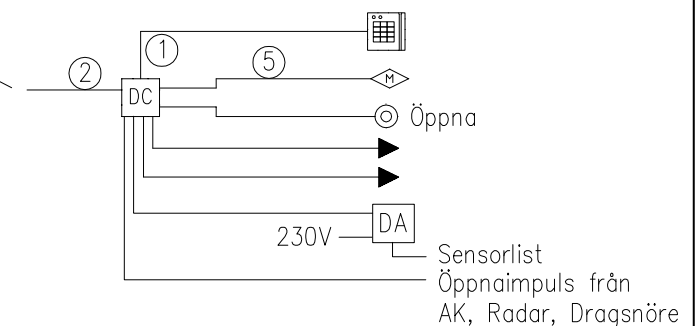 1
2
5
M
DC
Öppna
DA
230V
Sensorlist
Öppnaimpuls från
AK, Radar, Dragsnöre